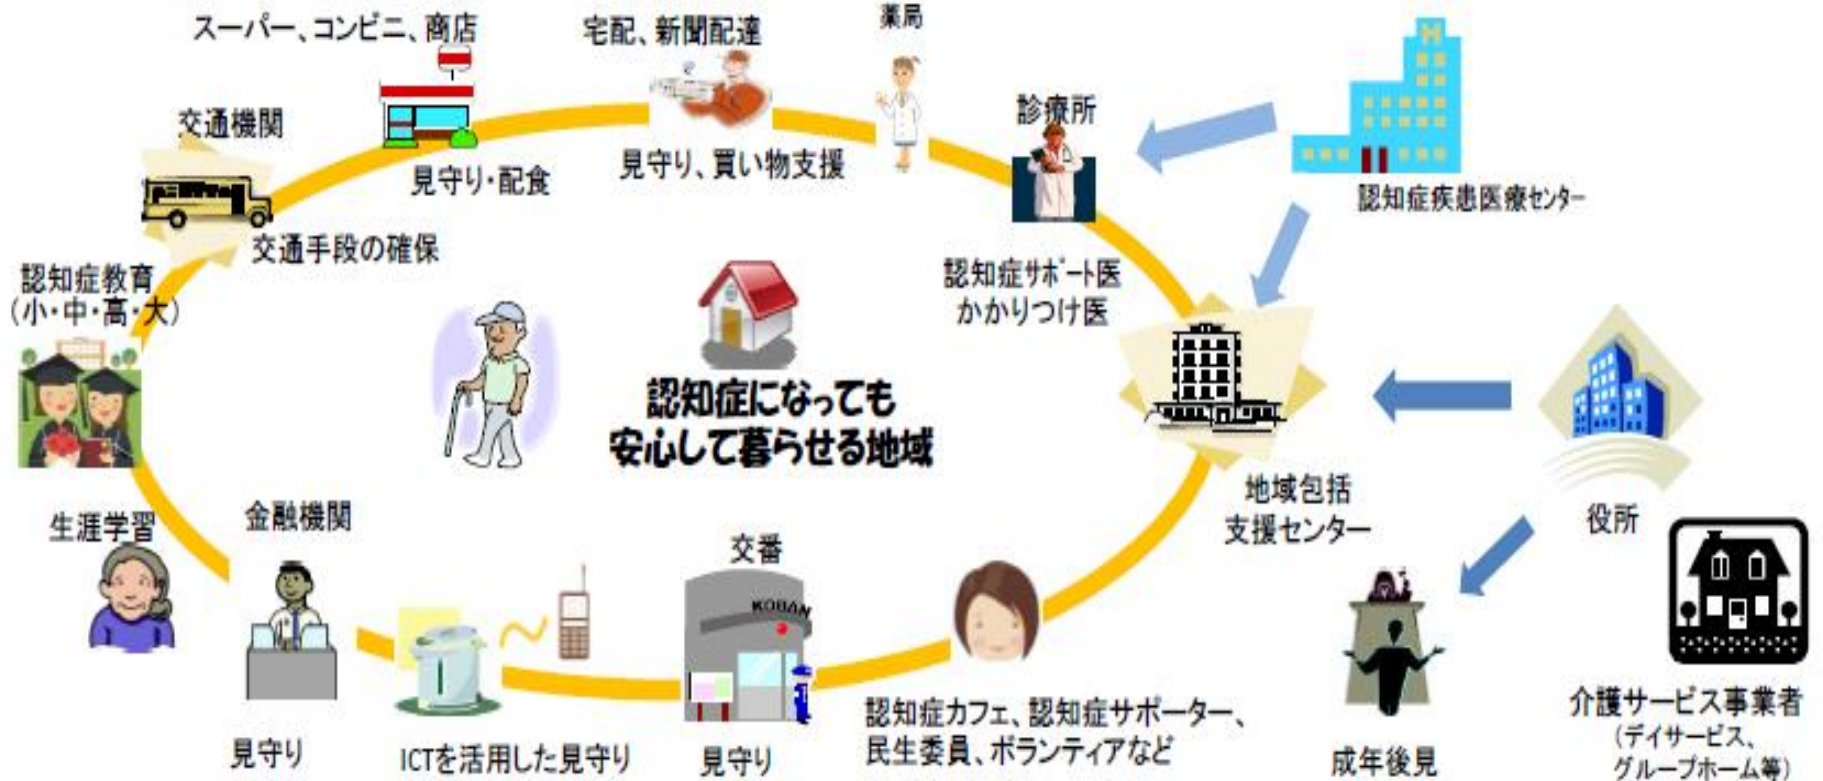 スーパー、コンビニ、商店
宅配、新聞配達
薬局
交通機関
診療所
見守り・配食
見守り、買い物支援
認知症疾患医療センター
交通手段の確保
認知症教育
(小・中・高・大)
認知症サポート医
かかりつけ医
認知症になっても
安心して暮らせる地域
地域包括
支援センター
役所
生涯学習
金融機関
交番
KOBAN
見守り
ICTを活用した見守り
見守り
認知症カフェ、認知症サポーター、
民生委員、ボランティアなど
成年後見
介護サービス事業者
(デイサービス、
グループホーム等)
H